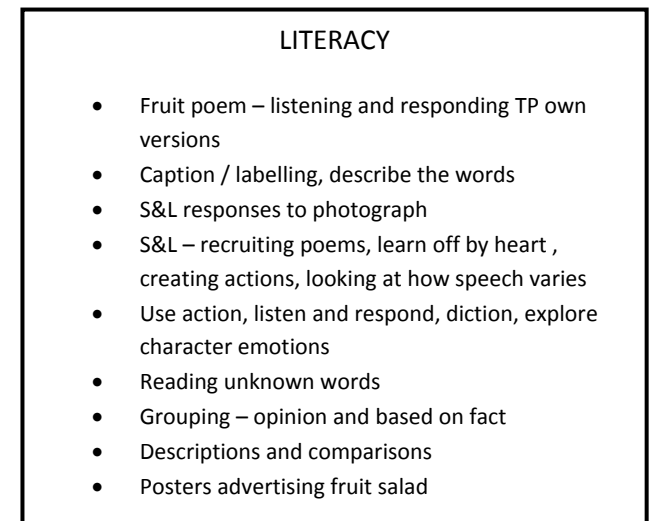 LITERACY
• Fruit poem – listening and responding TP own
versions
• Caption / labelling, describe the words
• S&L responses to photograph
• S&L – recruiting poems, learn off by heart ,
creating actions, looking at how speech varies
• Use action, listen and respond, diction, explore
character emotions
• Reading unknown words
• Grouping – opinion and based on fact
• Descriptions and comparisons
• Posters advertising fruit salad